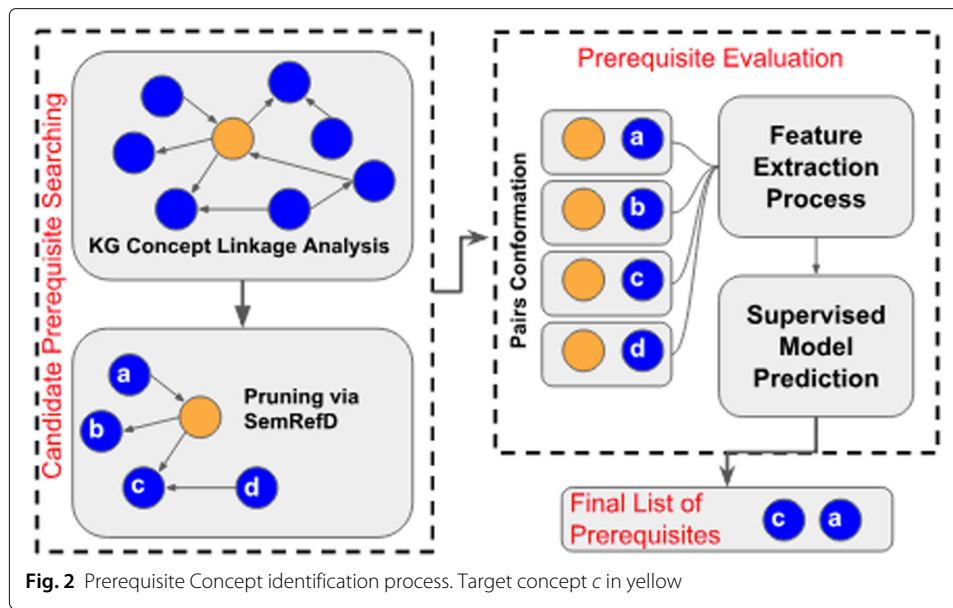 Candidate Prerequisite Searching
KG Concept Linkage Analysis
a
b
c
d
Pruning via
SemRefD
Prerequisite Evaluation
Pairs Conformation
a
b
c
d
Feature
Extraction
Process
Supervised
Model
Prediction
Final List of
Prerequisites
c
a
Fig. 2 Prerequisite Concept identification process. Target concept c in yellow